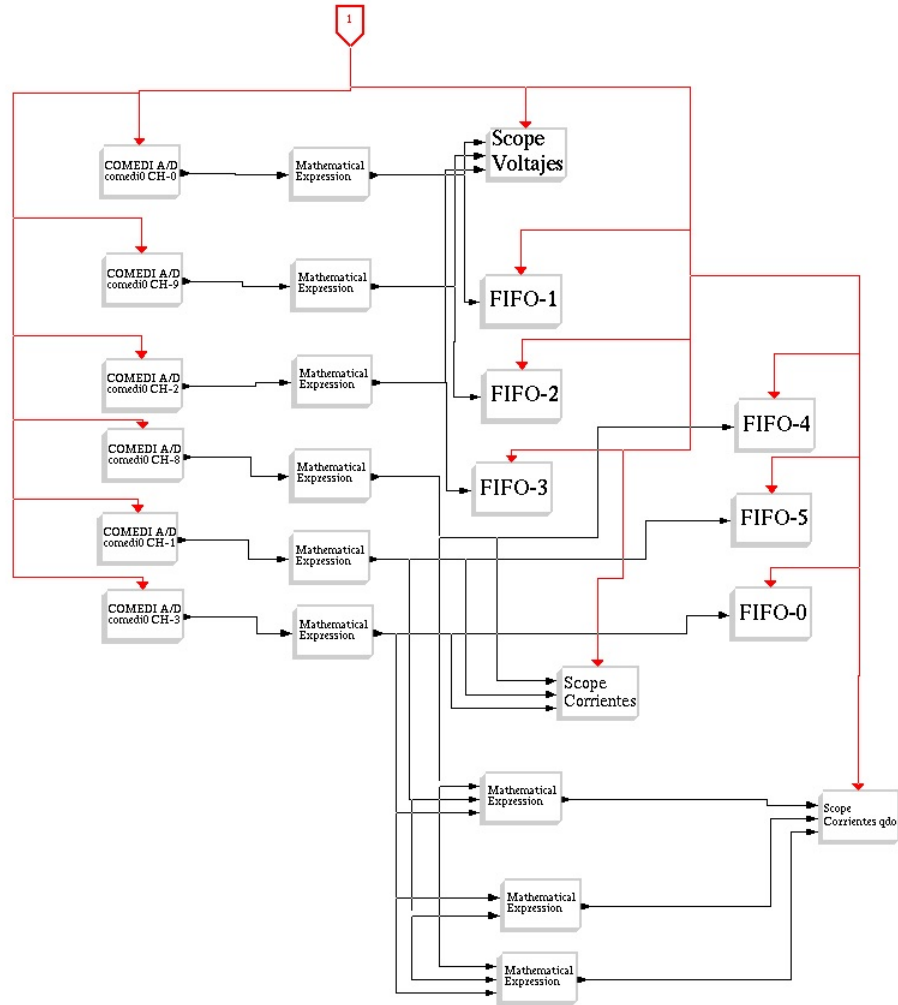 1
COMEDI A/D
comedi0 CH-0
Mathematical
Expression
Scope
Voltajes
COMEDI A/D
comedi0 CH-9
Mathematical
Expression
FIFO-1
COMEDI A/D
comedi0 CH-2
Mathematical
Expression
FIFO-2
FIFO-4
COMEDI A/D
comedi0 CH-8
Mathematical
Expression
FIFO-3
COMEDI A/D
comedi0 CH-1
Mathematical
Expression
FIFO-5
COMEDI A/D
comedi0 CH-3
Mathematical
Expression
FIFO-0
Scope
Corrientes
Mathematical
Expression
Scope
Corrientes qdo
Mathematical
Expression
Mathematical
Expression